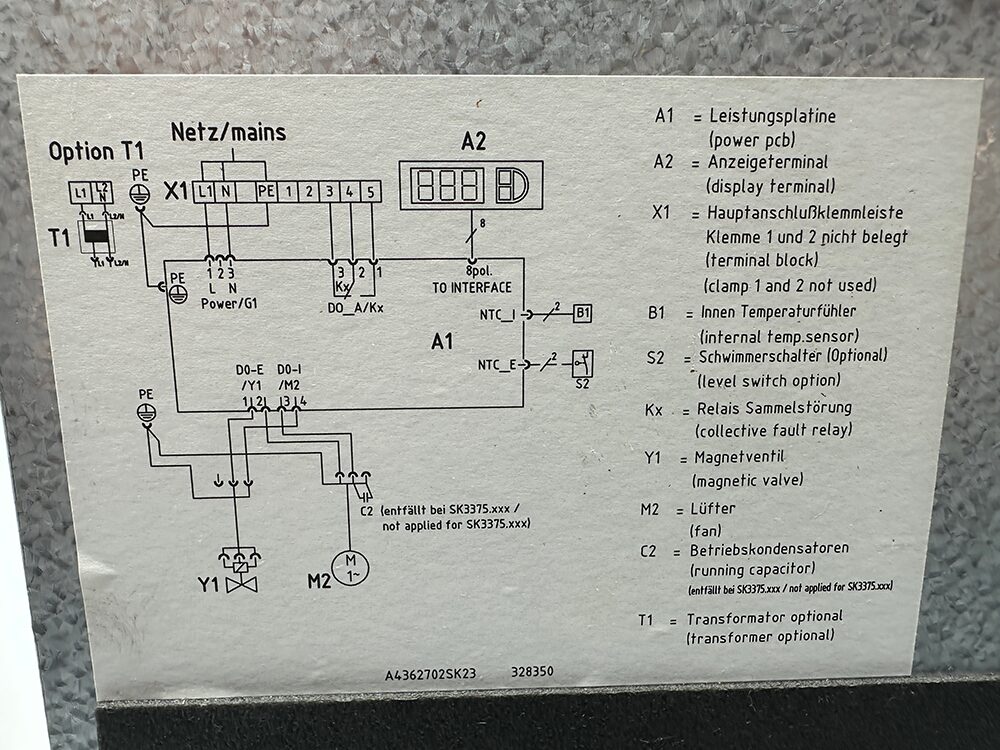 Option T1
Netz/mains
A2
L1 L2
N
PE
X1 L1 N PE 1 2 3 4 5
T1
L1 L2/N
L1 L2/N
8
PE
1 2 3
L N
Power/G1
3 2 1
Kx
DO_A/Kx
8pol.
TO INTERFACE
NTC_I 2 B1
A1
NTC_E 2
S2
DO-E DO-I
/Y1 /M2
1 2 3 4
PE
C2 (entfällt bei SK3375.xxx /
not applied for SK3375.xxx)
Y1
M2
M
1~
A1 = Leistungsplatine
(power pcb)
A2 = Anzeigeterminal
(display terminal)
X1 = Hauptanschlußklemmleiste
Klemme 1 und 2 nicht belegt
(terminal block)
(clamp 1 and 2 not used)
B1 = Innen Temperaturfühler
(internal temp.sensor)
S2 = Schwimmerschalter (Optional)
(level switch option)
Kx = Relais Sammelstörung
(collective fault relay)
Y1 = Magnetventil
(magnetic valve)
M2 = Lüfter
(fan)
C2 = Betriebskondensatoren
(running capacitor)
(entfällt bei SK3375.xxx / not applied for SK3375.xxx)
T1 = Transformator optional
(transformer optional)
A4362702SK23 328350